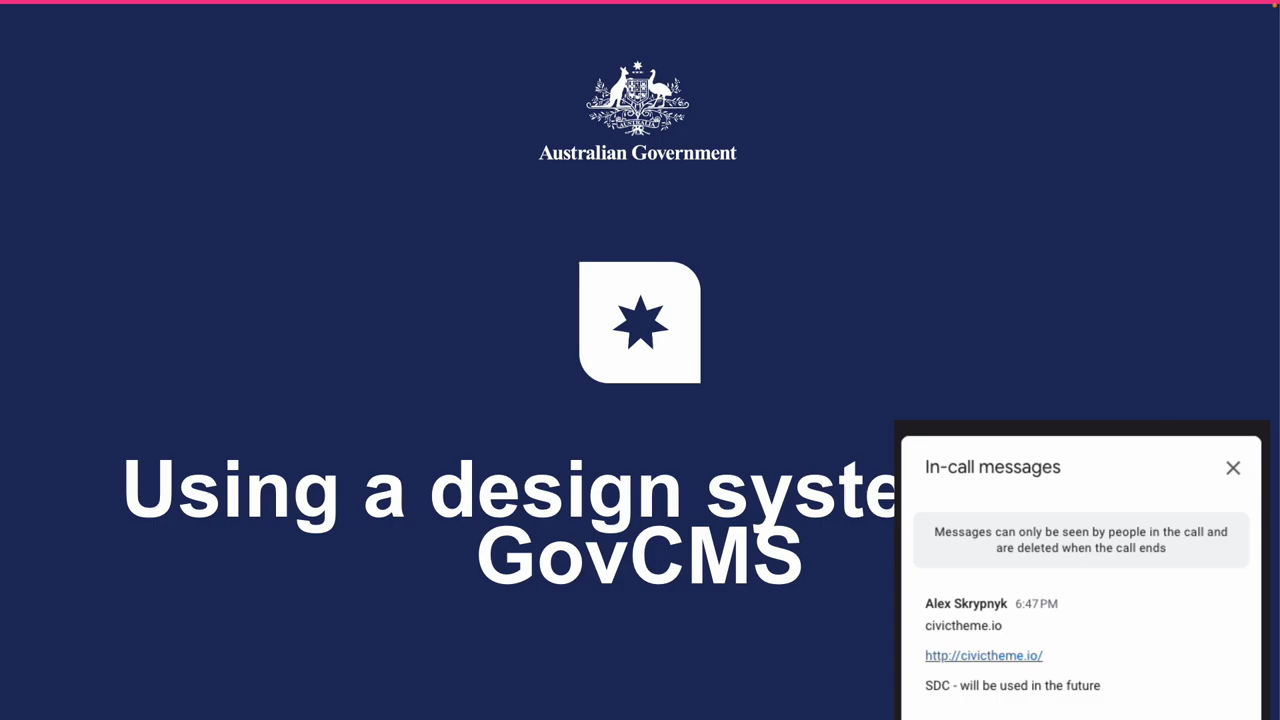 AUSTRALIA
Australian Government
Using a design syste
GovCMS
In-call messages
Messages can only be seen by people in the call and
are deleted when the call ends
Alex Skrypnyk 6:47 PM
civictheme.io
http://civictheme.io/
SDC - will be used in the future